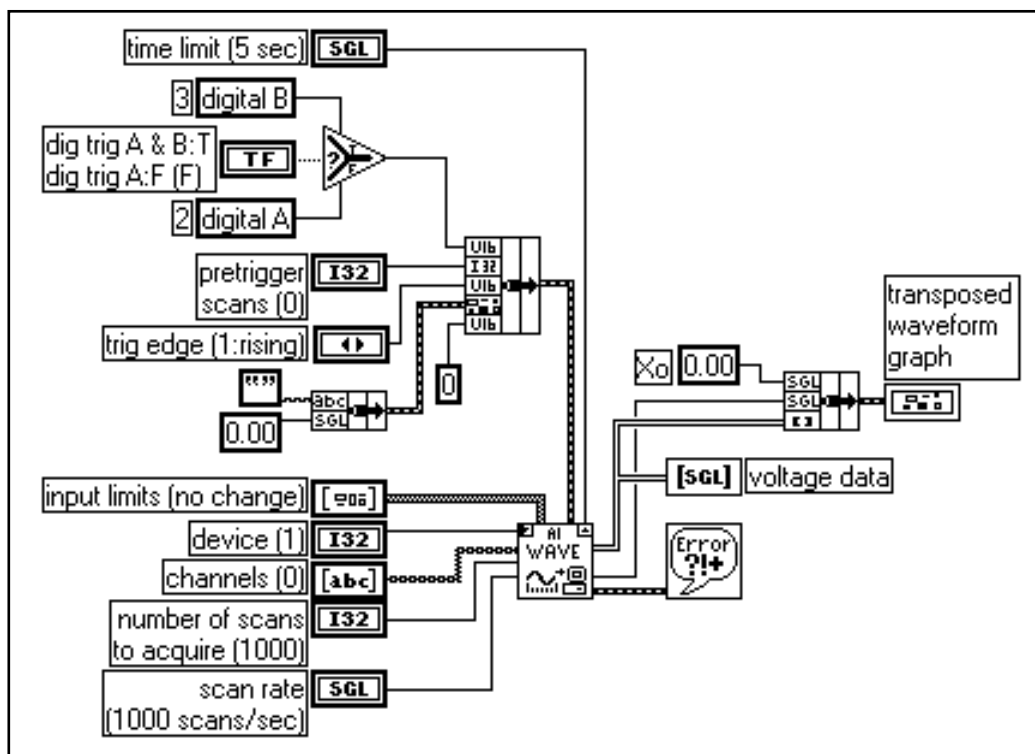 time limit (5 sec)
SGL
3
digital B
dig trig A & B:T
dig trig A:F (F)
TF
?
T
F
2
digital A
pretrigger
scans (0)
I32
U16
I32
U16
U16
trig edge (1:rising)
0
" "
abc
SGL
0.00
transposed
waveform
graph
Xo
0.00
SGL
SGL
[ ]
input limits (no change)
device (1)
I32
channels (0)
[abc]
number of scans
to acquire (1000)
I32
scan rate
(1000 scans/sec)
SGL
AI
WAVE
[SGL]
voltage data
Error
?!+